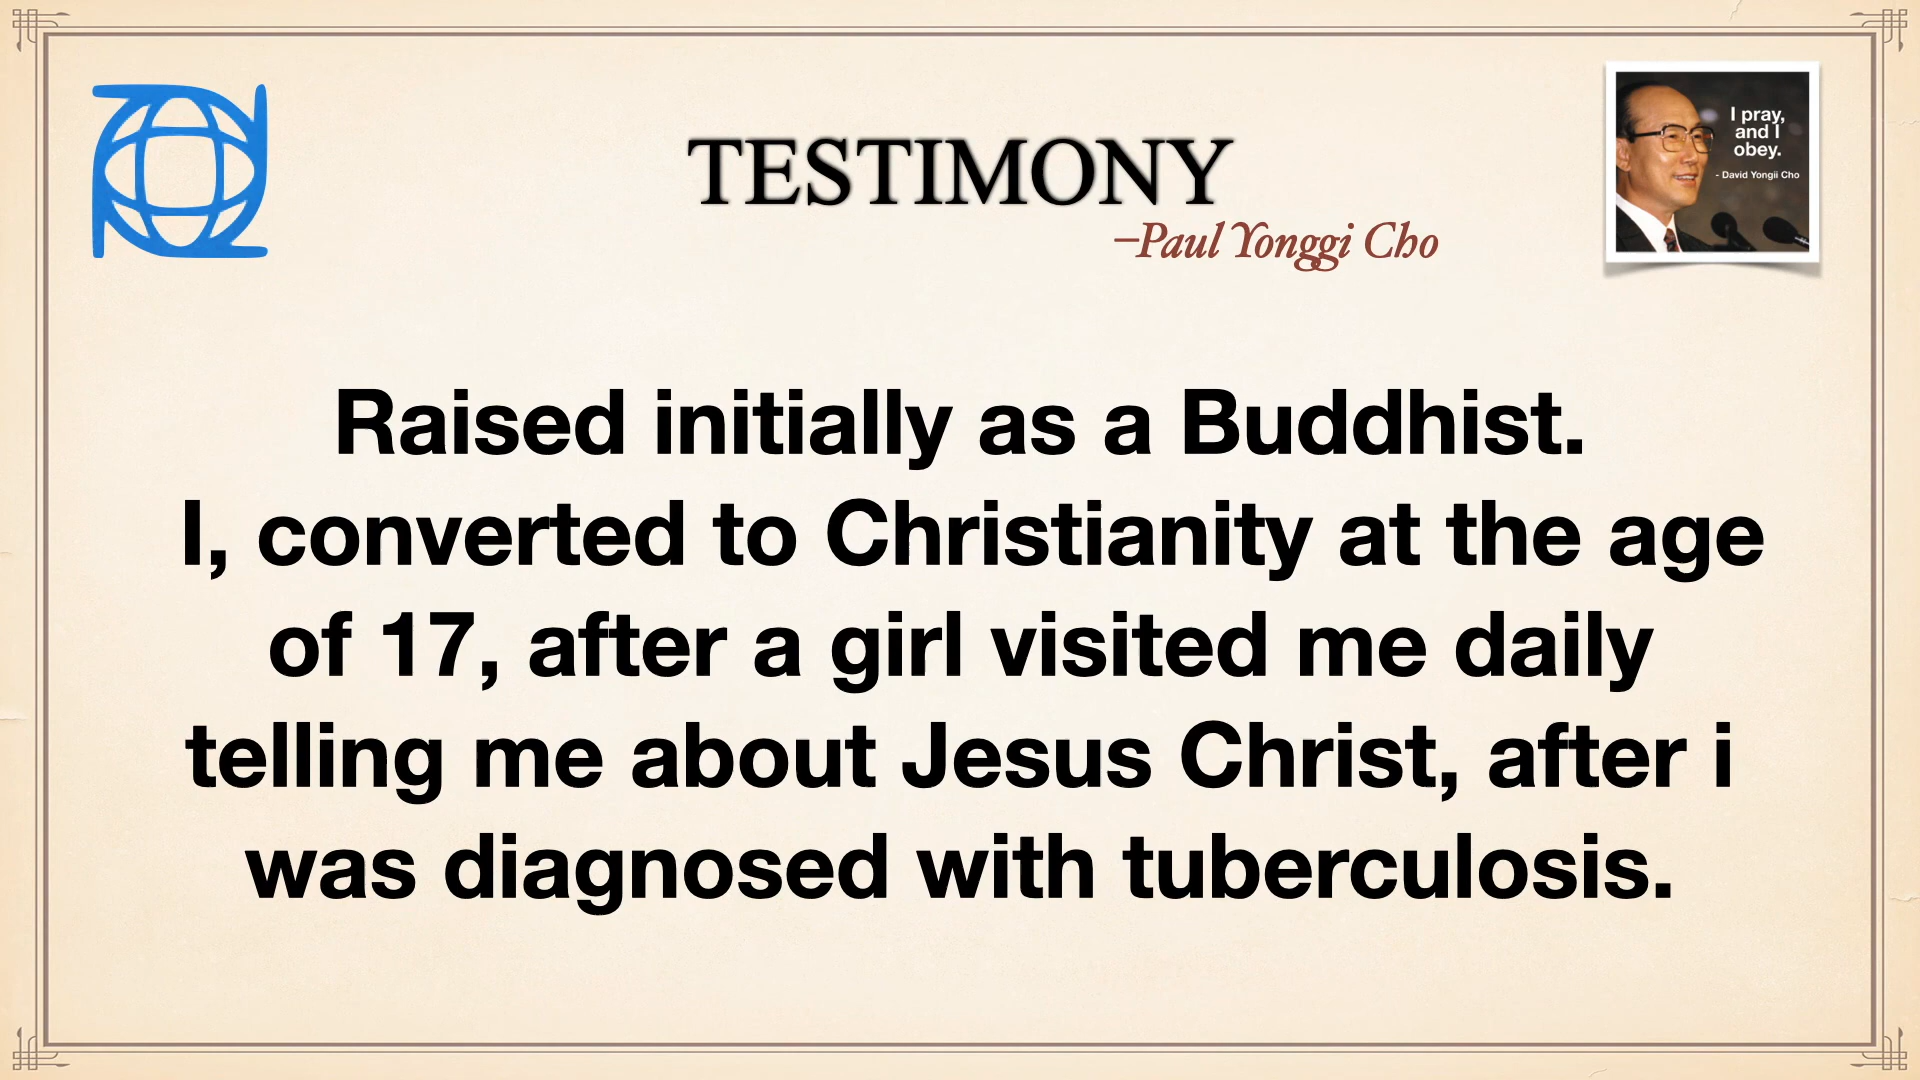 TESTIMONY
–Paul Yonggi Cho
I pray,
and I
obey.
- David Yongii Cho
Raised initially as a Buddhist.
I, converted to Christianity at the age
of 17, after a girl visited me daily
telling me about Jesus Christ, after i
was diagnosed with tuberculosis.